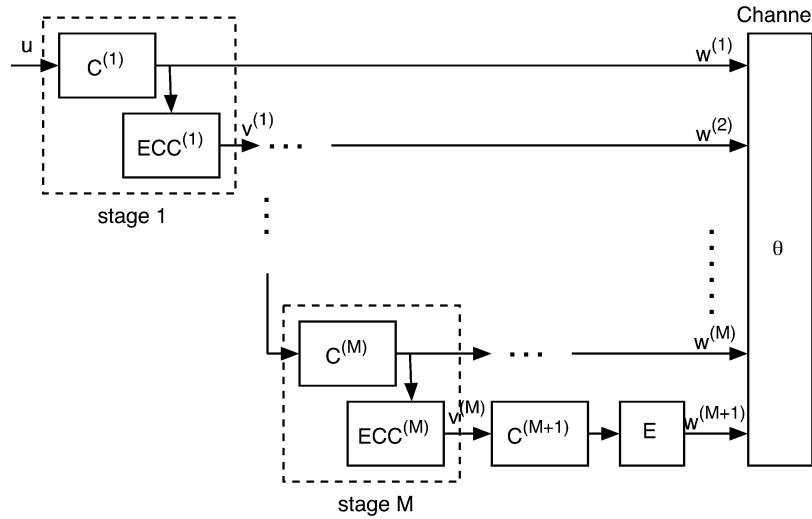 Channe
u
C(1)
w(1)
ECC(1)
v(1)
w(2)
stage 1
θ
C(M)
w(M)
ECC(M)
v(M)
C(M+1)
E
w(M+1)
stage M